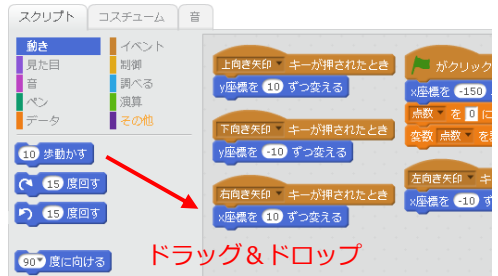 スクリプト コスチューム 音
動き イベント
見た目 制御
音 調べる
ペン 演算
データ その他
10 歩動かす
15 度回す
15 度回す
90 度に向ける
上向き矢印 キーが押されたとき
y座標を 10 ずつ変える
下向き矢印 キーが押されたとき
y座標を -10 ずつ変える
右向き矢印 キーが押されたとき
x座標を 10 ずつ変える
がクリック
x座標を -150
点数 を 0 に
変数 点数 を
左向き矢印 キー
x座標を -10 ず
ドラッグ＆ドロップ